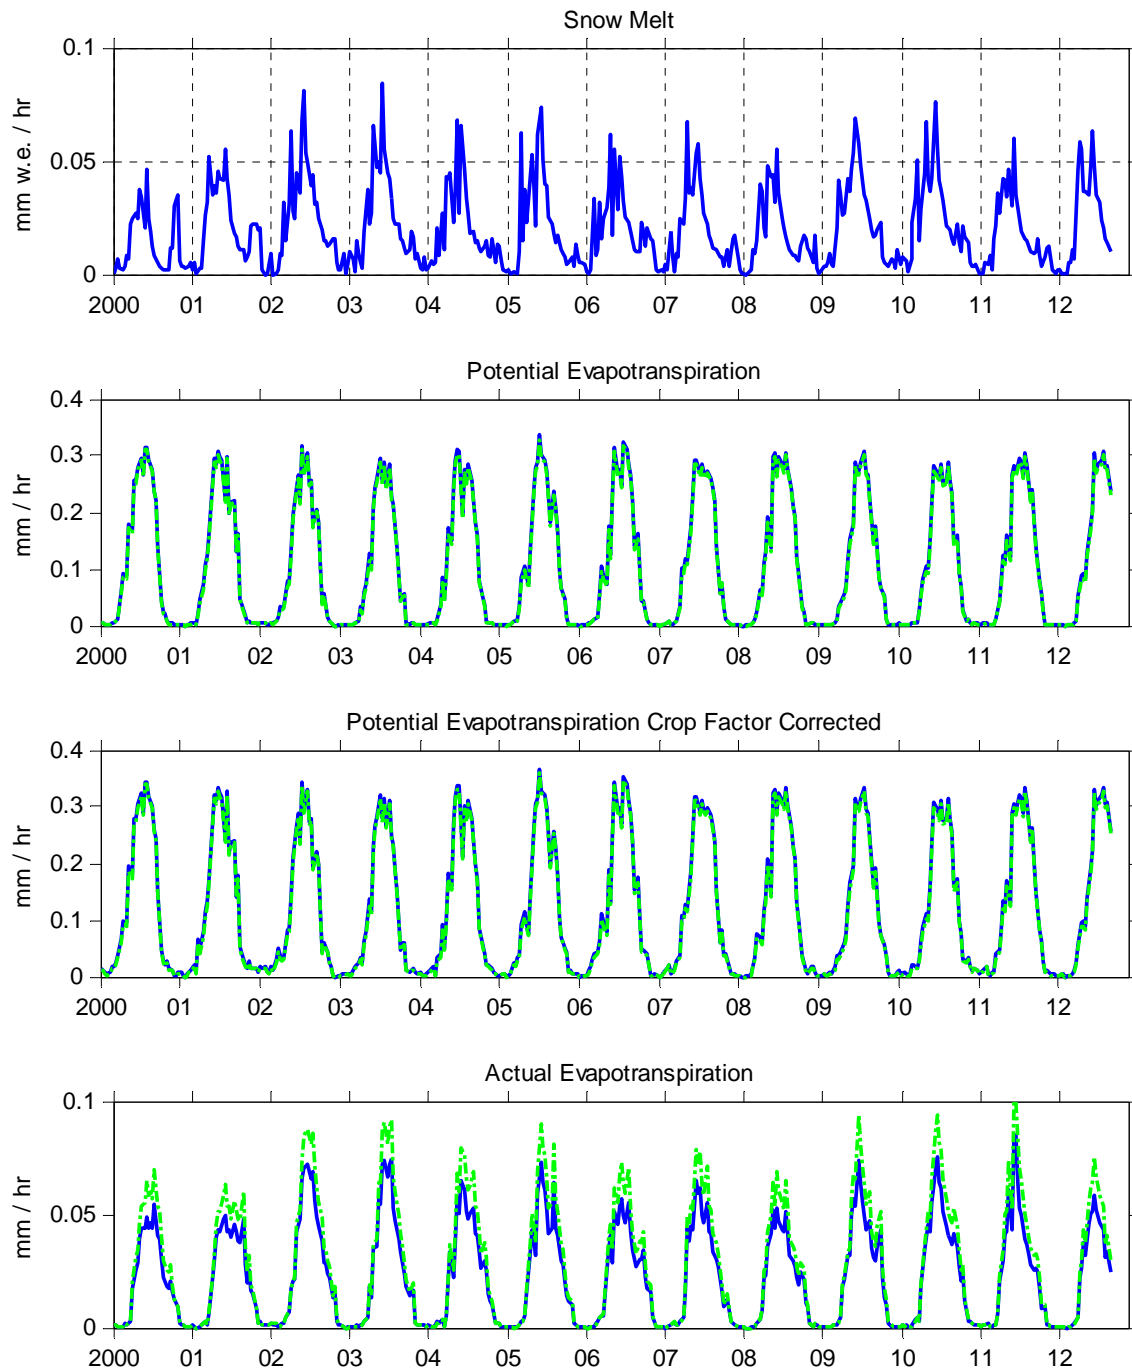 Snow Melt
0.1
0.05
0
mm w.e. / hr
2000 01 02 03 04 05 06 07 08 09 10 11 12
Potential Evapotranspiration
0.4
0.3
0.2
0.1
0
mm / hr
2000 01 02 03 04 05 06 07 08 09 10 11 12
Potential Evapotranspiration Crop Factor Corrected
0.4
0.3
0.2
0.1
0
mm / hr
2000 01 02 03 04 05 06 07 08 09 10 11 12
Actual Evapotranspiration
0.1
0.05
0
mm / hr
2000 01 02 03 04 05 06 07 08 09 10 11 12